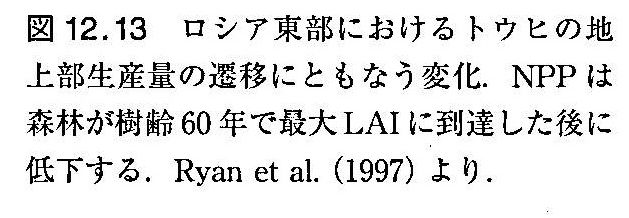 図 12.13　ロシア東部におけるトウヒの地
上部生産量の遷移にともなう変化．NPP は
森林が樹齢 60 年で最大 LAI に到達した後に
低下する．Ryan et al. (1997) より．